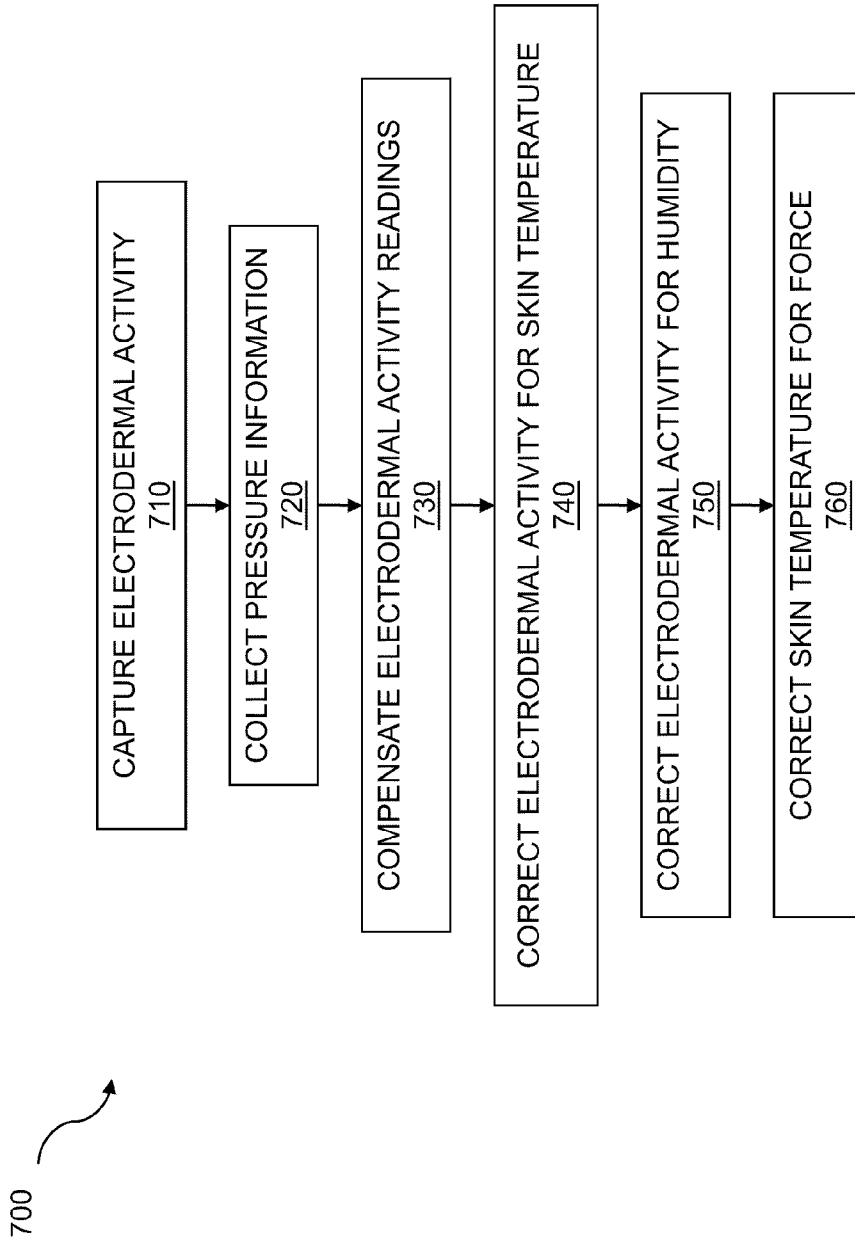 700
CAPTURE ELECTRODERMAL ACTIVITY
710
COLLECT PRESSURE INFORMATION
720
COMPENSATE ELECTRODERMAL ACTIVITY READINGS
730
CORRECT ELECTRODERMAL ACTIVITY FOR SKIN TEMPERATURE
740
CORRECT ELECTRODERMAL ACTIVITY FOR HUMIDITY
750
CORRECT SKIN TEMPERATURE FOR FORCE
760